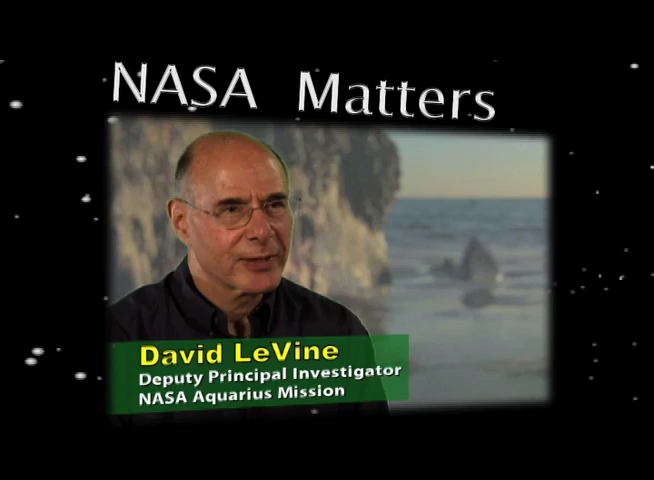 NASA Matters
David LeVine
Deputy Principal Investigator
NASA Aquarius Mission